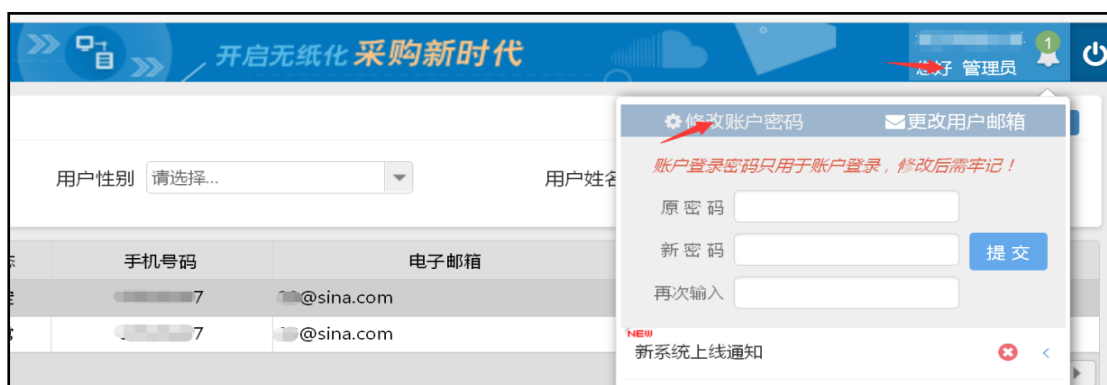 开启无纸化 采购新时代
1
您好 管理员
修改账户密码 更改用户邮箱
账户登录密码只用于账户登录，修改后需牢记！
用户性别 请选择... 用户姓名
原密码
新密码 提交
手机号码 电子邮箱
再次输入
7 @sina.com
7 @sina.com
NEW
新系统上线通知